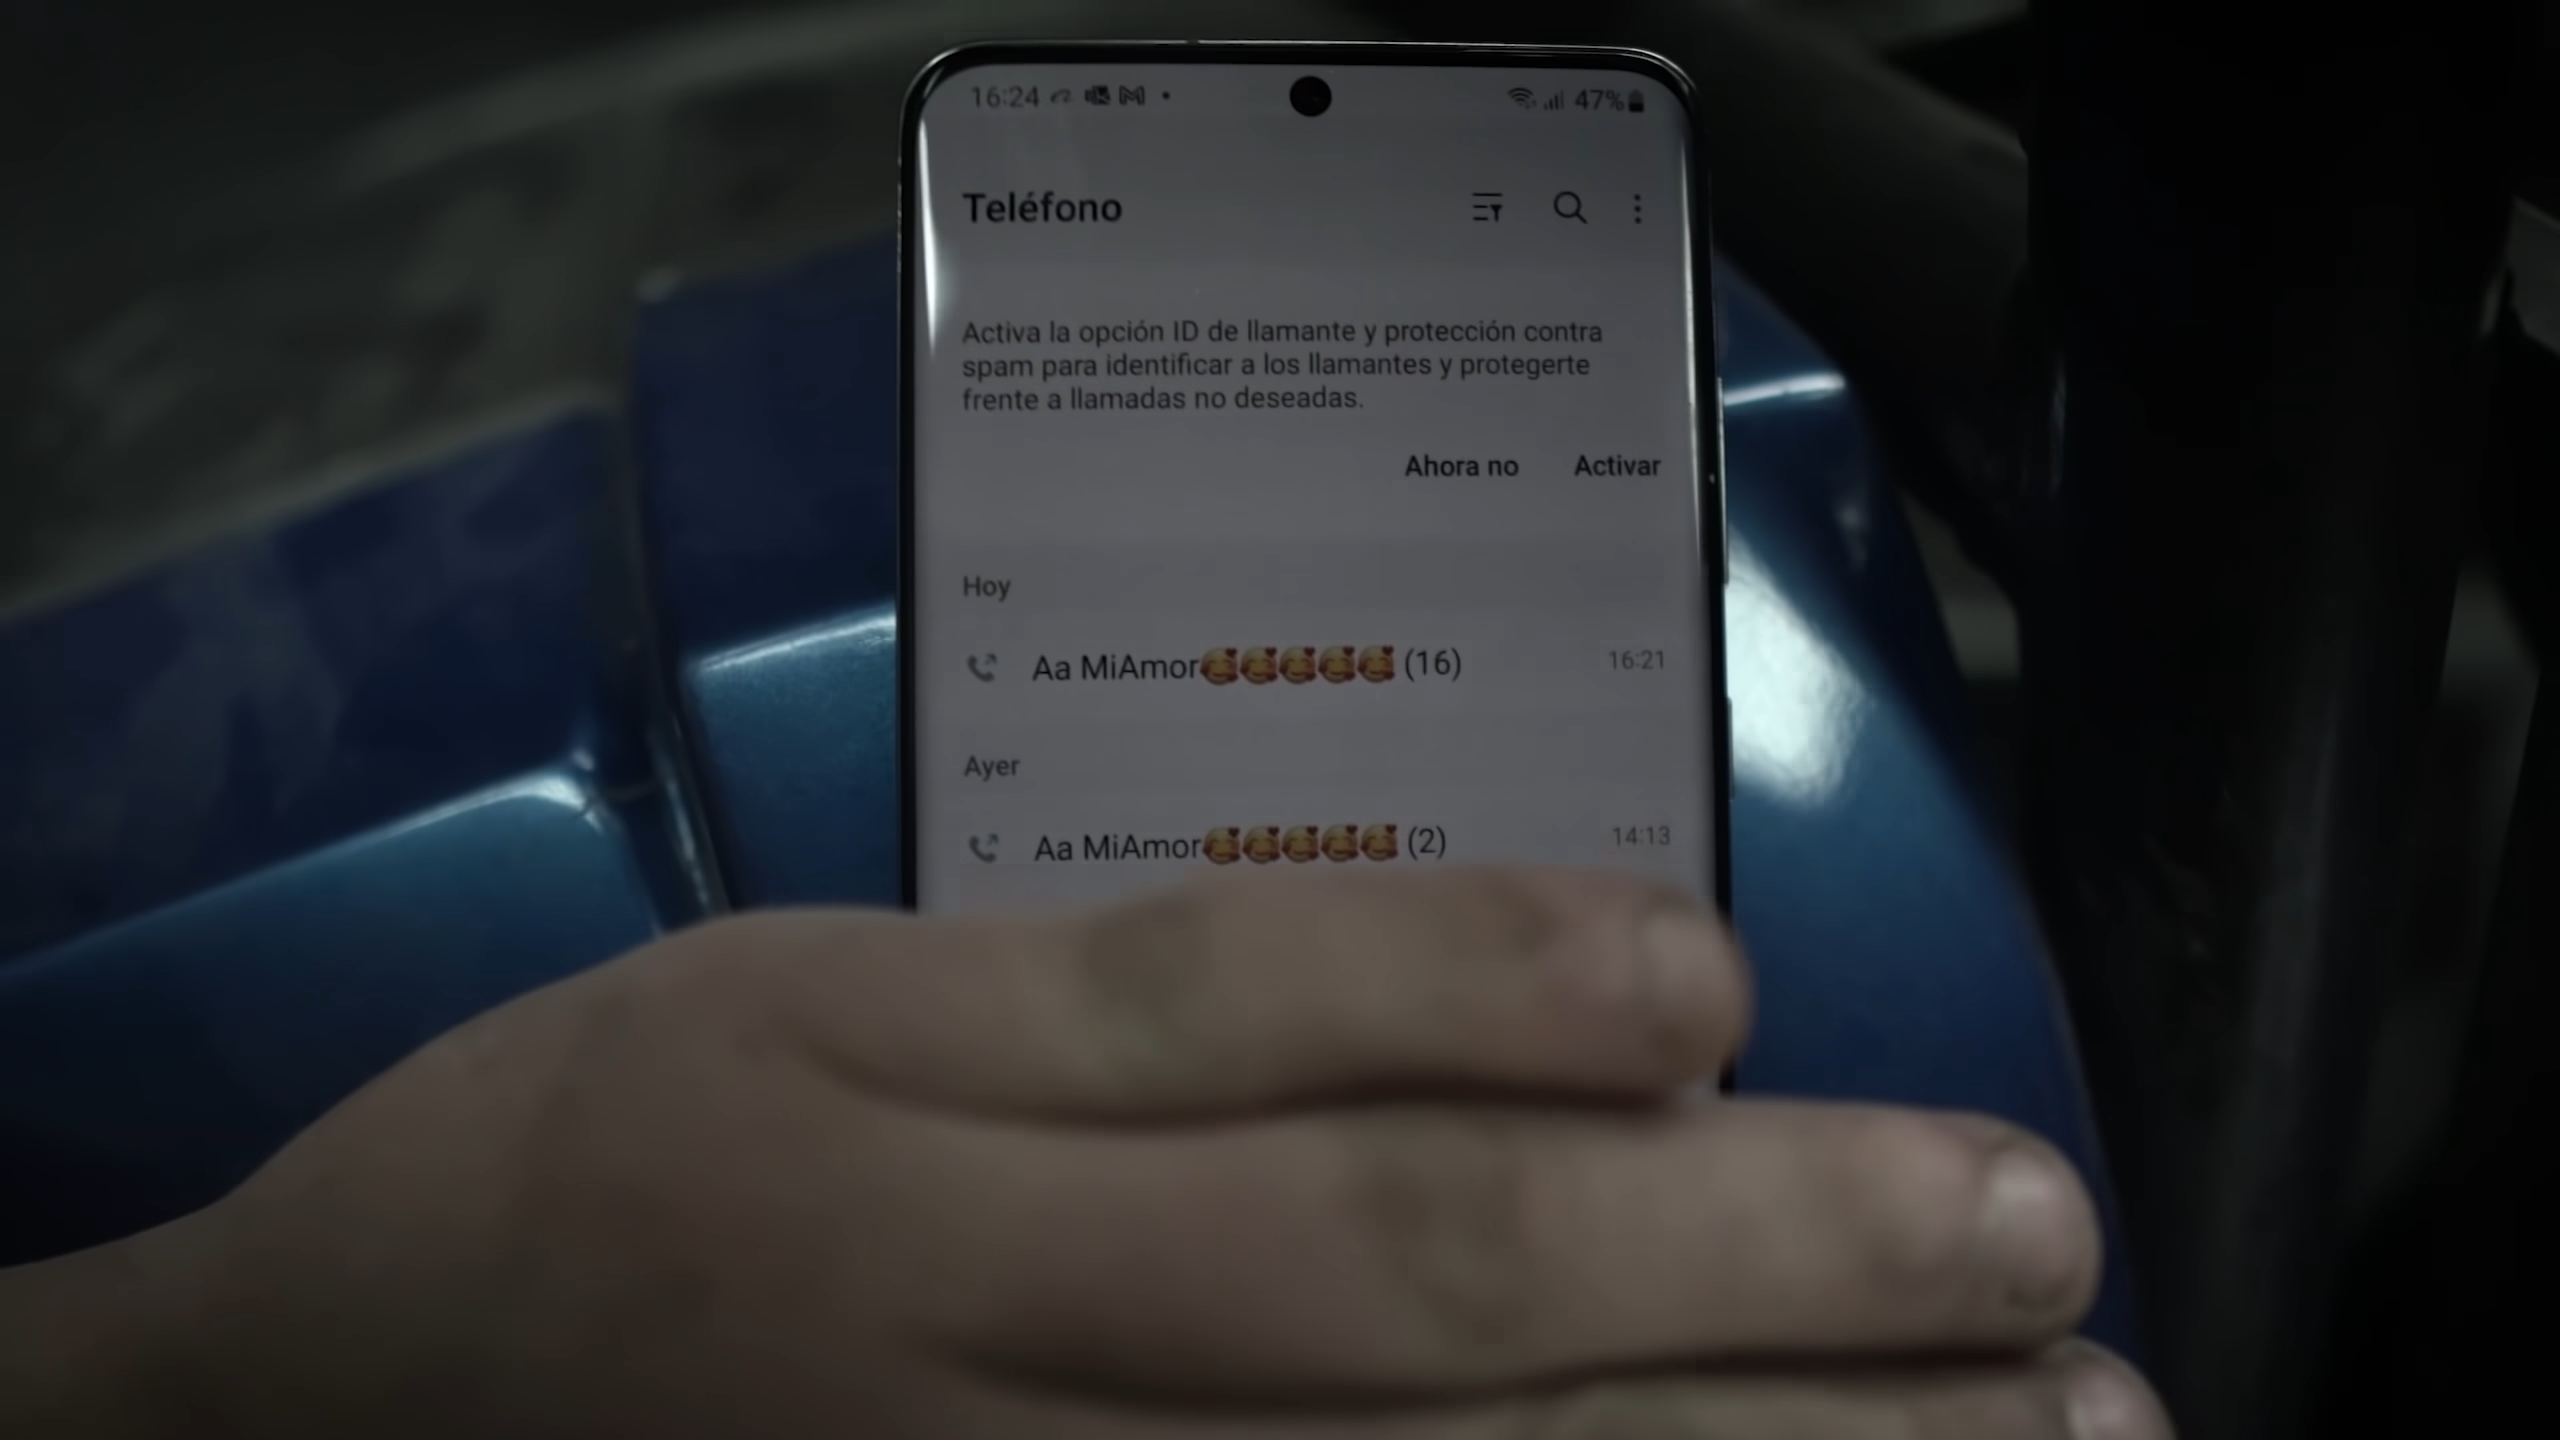 16:24
47%
Teléfono
Activa la opción ID de llamante y protección contra
spam para identificar a los llamantes y protegerte
frente a llamadas no deseadas.
Ahora no Activar
Hoy
Aa MiAmor🥰🥰🥰🥰🥰 (16) 16:21
Ayer
Aa MiAmor🥰🥰🥰🥰🥰 (2) 14:13